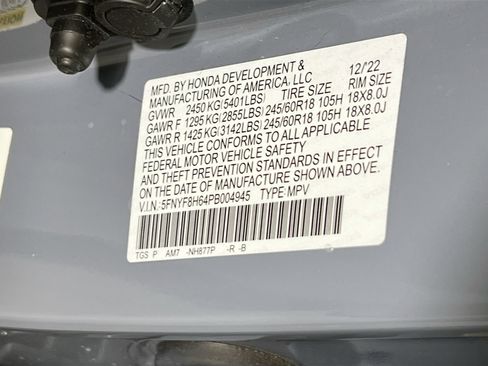 MFD. BY HONDA DEVELOPMENT & 12/'22
MANUFACTURING OF AMERICA, LLC RIM SIZE
GVWR 2450 KG(5401LBS) TIRE SIZE
GAWR F 1295 KG(2855LBS) 245/60R18 105H 18X8.0J
GAWR R 1425 KG(3142LBS) 245/60R18 105H 18X8.0J
THIS VEHICLE CONFORMS TO ALL APPLICABLE
FEDERAL MOTOR VEHICLE SAFETY
AND THEFT PREVENTION STANDARDS IN EFFECT
ON THE DATE OF MANUFACTURE SHOWN ABOVE.
V.I.N.: 5FNYF8H64PB004945 TYPE: MPV
TGS P AM7 -NH877P -R -B